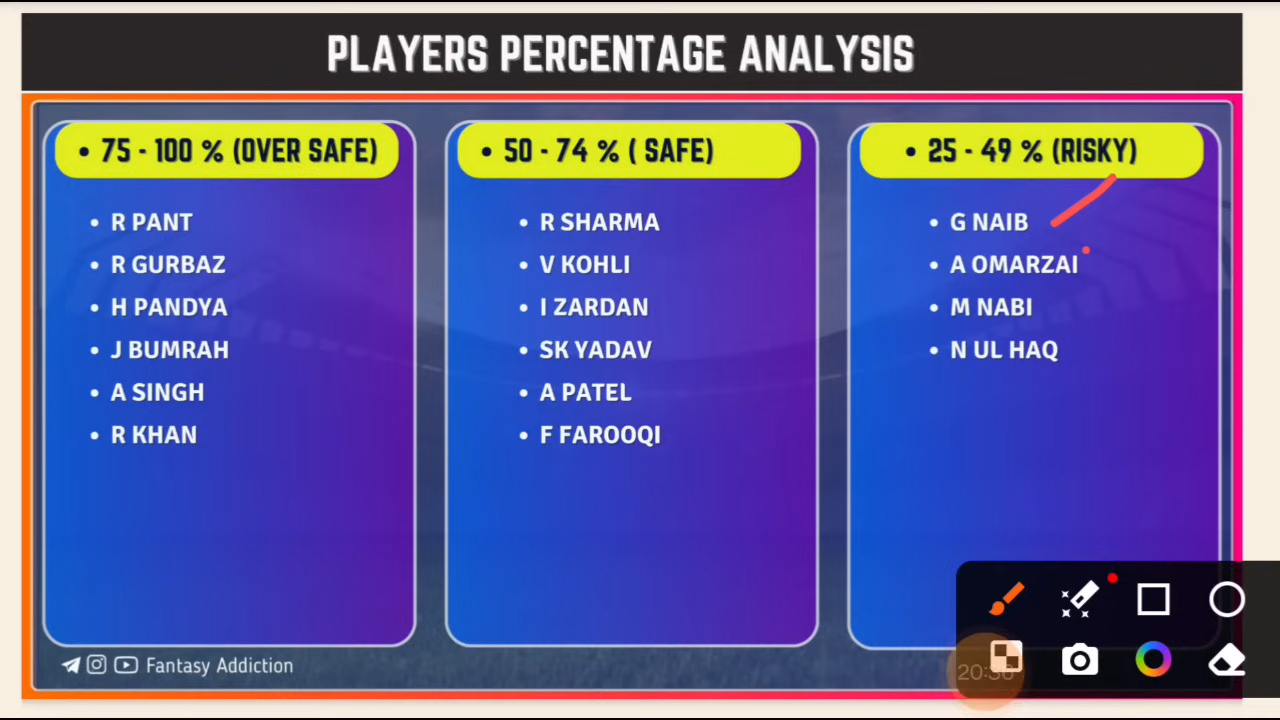 PLAYERS PERCENTAGE ANALYSIS
• 75 - 100 % (OVER SAFE)
• R PANT
• R GURBAZ
• H PANDYA
• J BUMRAH
• A SINGH
• R KHAN
• 50 - 74 % ( SAFE)
• R SHARMA
• V KOHLI
• I ZARDAN
• SK YADAV
• A PATEL
• F FAROOQI
• 25 - 49 % (RISKY)
• G NAIB
• A OMARZAI
• M NABI
• N UL HAQ
Fantasy Addiction